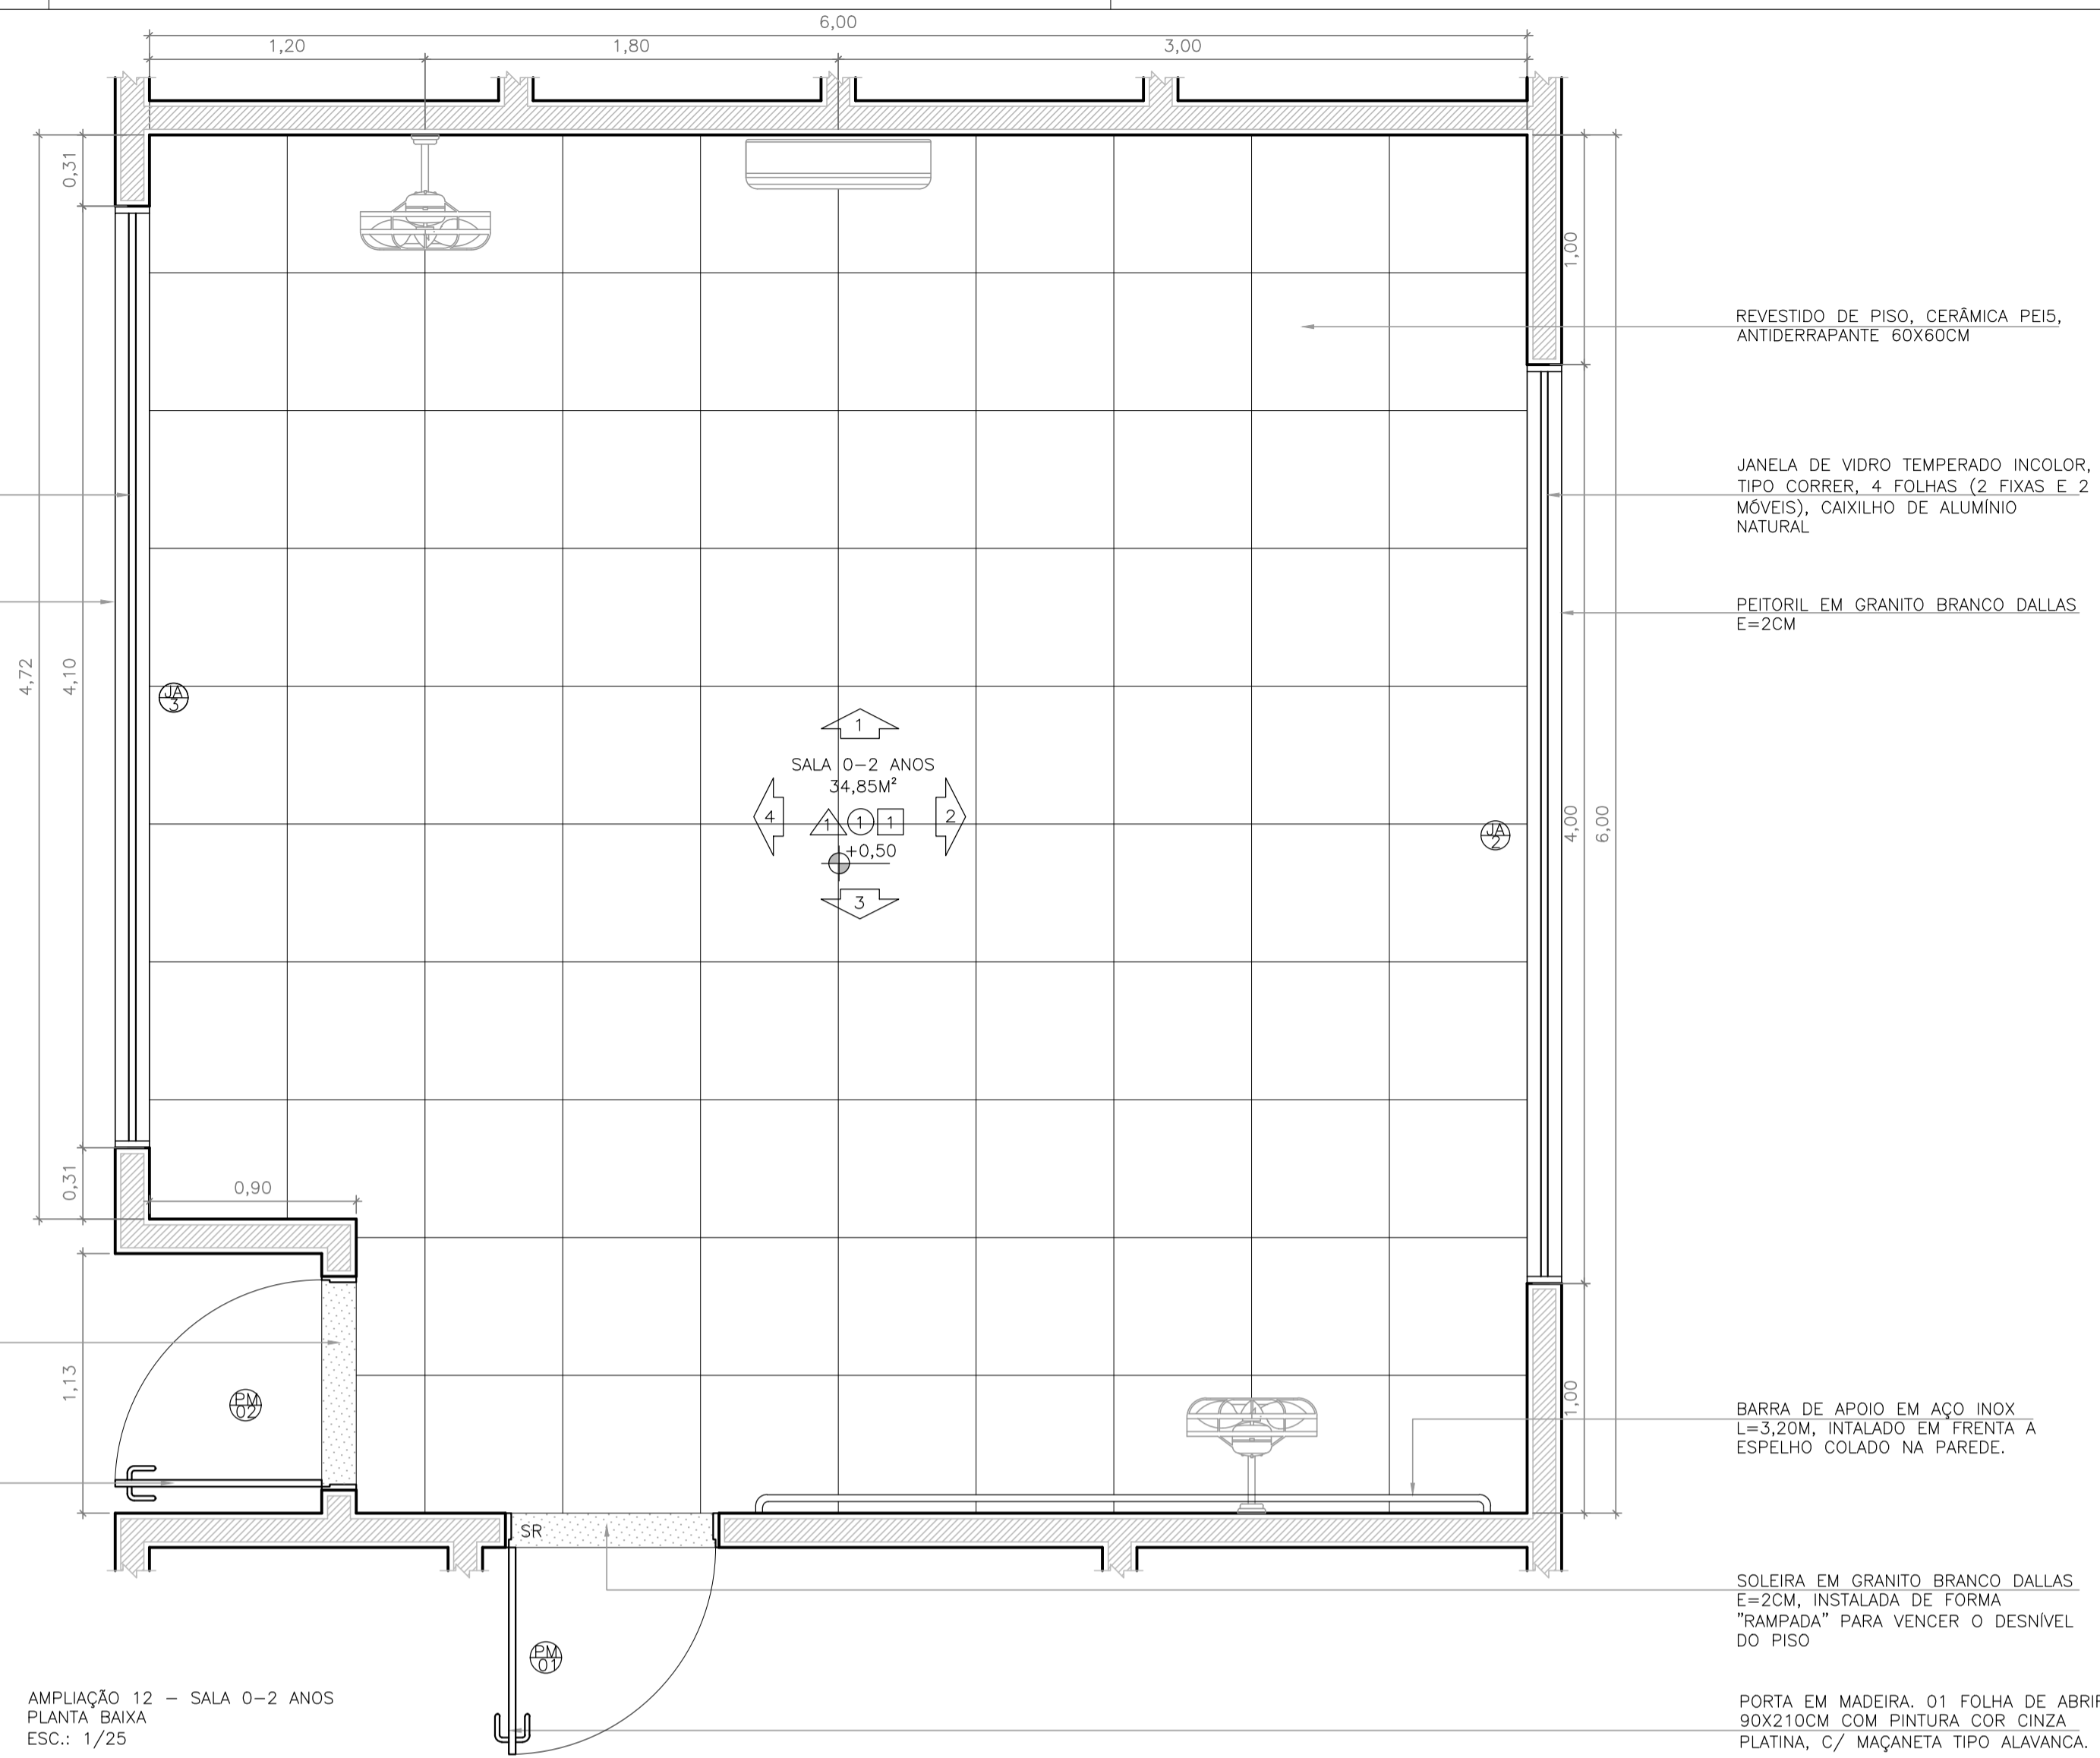 6,00
1,20
1,80
3,00
0,31
4,72
4,10
0,31
1,13
0,90
1,00
4,00
6,00
1,00
REVESTIDO DE PISO, CERÂMICA PEI5,
ANTIDERRAPANTE 60X60CM
JANELA DE VIDRO TEMPERADO INCOLOR,
TIPO CORRER, 4 FOLHAS (2 FIXAS E 2
MÓVEIS), CAIXILHO DE ALUMÍNIO
NATURAL
PEITORIL EM GRANITO BRANCO DALLAS
E=2CM
JA
3
1
SALA 0-2 ANOS
34,85M²
4
1
1
1
2
+0,50
3
JA
2
PM
02
BARRA DE APOIO EM AÇO INOX
L=3,20M, INTALADO EM FRENTE A
ESPELHO COLADO NA PAREDE.
SR
SOLEIRA EM GRANITO BRANCO DALLAS
E=2CM, INSTALADA DE FORMA
"RAMPADA" PARA VENCER O DESNÍVEL
DO PISO
PM
01
AMPLIAÇÃO 12 - SALA 0-2 ANOS
PLANTA BAIXA
ESC.: 1/25
PORTA EM MADEIRA. 01 FOLHA DE ABRIR
90X210CM COM PINTURA COR CINZA
PLATINA, C/ MAÇANETA TIPO ALAVANCA.